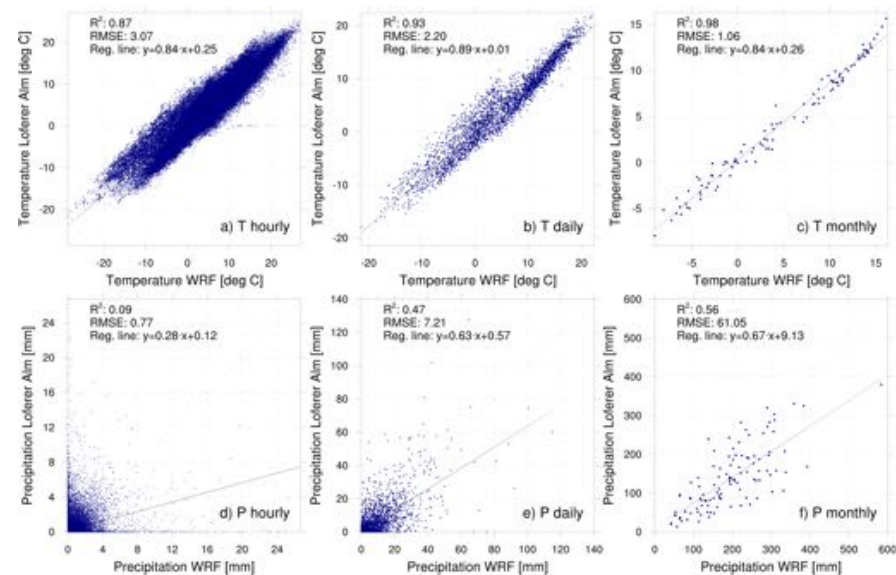 R²: 0.87
RMSE: 3.07
Reg. line: y=0.84·x+0.25
20
10
0
-10
-20
Temperature Loferer Alm [deg C]
a) T hourly
-20 -10 0 10 20
Temperature WRF [deg C]
R²: 0.93
RMSE: 2.20
Reg. line: y=0.89·x+0.01
20
10
0
-10
-20
Temperature Loferer Alm [deg C]
b) T daily
-20 -10 0 10 20
Temperature WRF [deg C]
R²: 0.98
RMSE: 1.06
Reg. line: y=0.84·x+0.26
15
10
5
0
-5
Temperature Loferer Alm [deg C]
c) T monthly
-5 0 5 10 15
Temperature WRF [deg C]
R²: 0.09
RMSE: 0.77
Reg. line: y=0.28·x+0.12
24
20
16
12
8
4
0
Precipitation Loferer Alm [mm]
d) P hourly
0 4 8 12 16 20 24
Precipitation WRF [mm]
R²: 0.47
RMSE: 7.21
Reg. line: y=0.63·x+0.57
140
120
100
80
60
40
20
0
Precipitation Loferer Alm [mm]
e) P daily
0 20 40 60 80 100 120 140
Precipitation WRF [mm]
R²: 0.56
RMSE: 61.05
Reg. line: y=0.67·x+9.13
600
500
400
300
200
100
0
Precipitation Loferer Alm [mm]
f) P monthly
0 100 200 300 400 500 600
Precipitation WRF [mm]